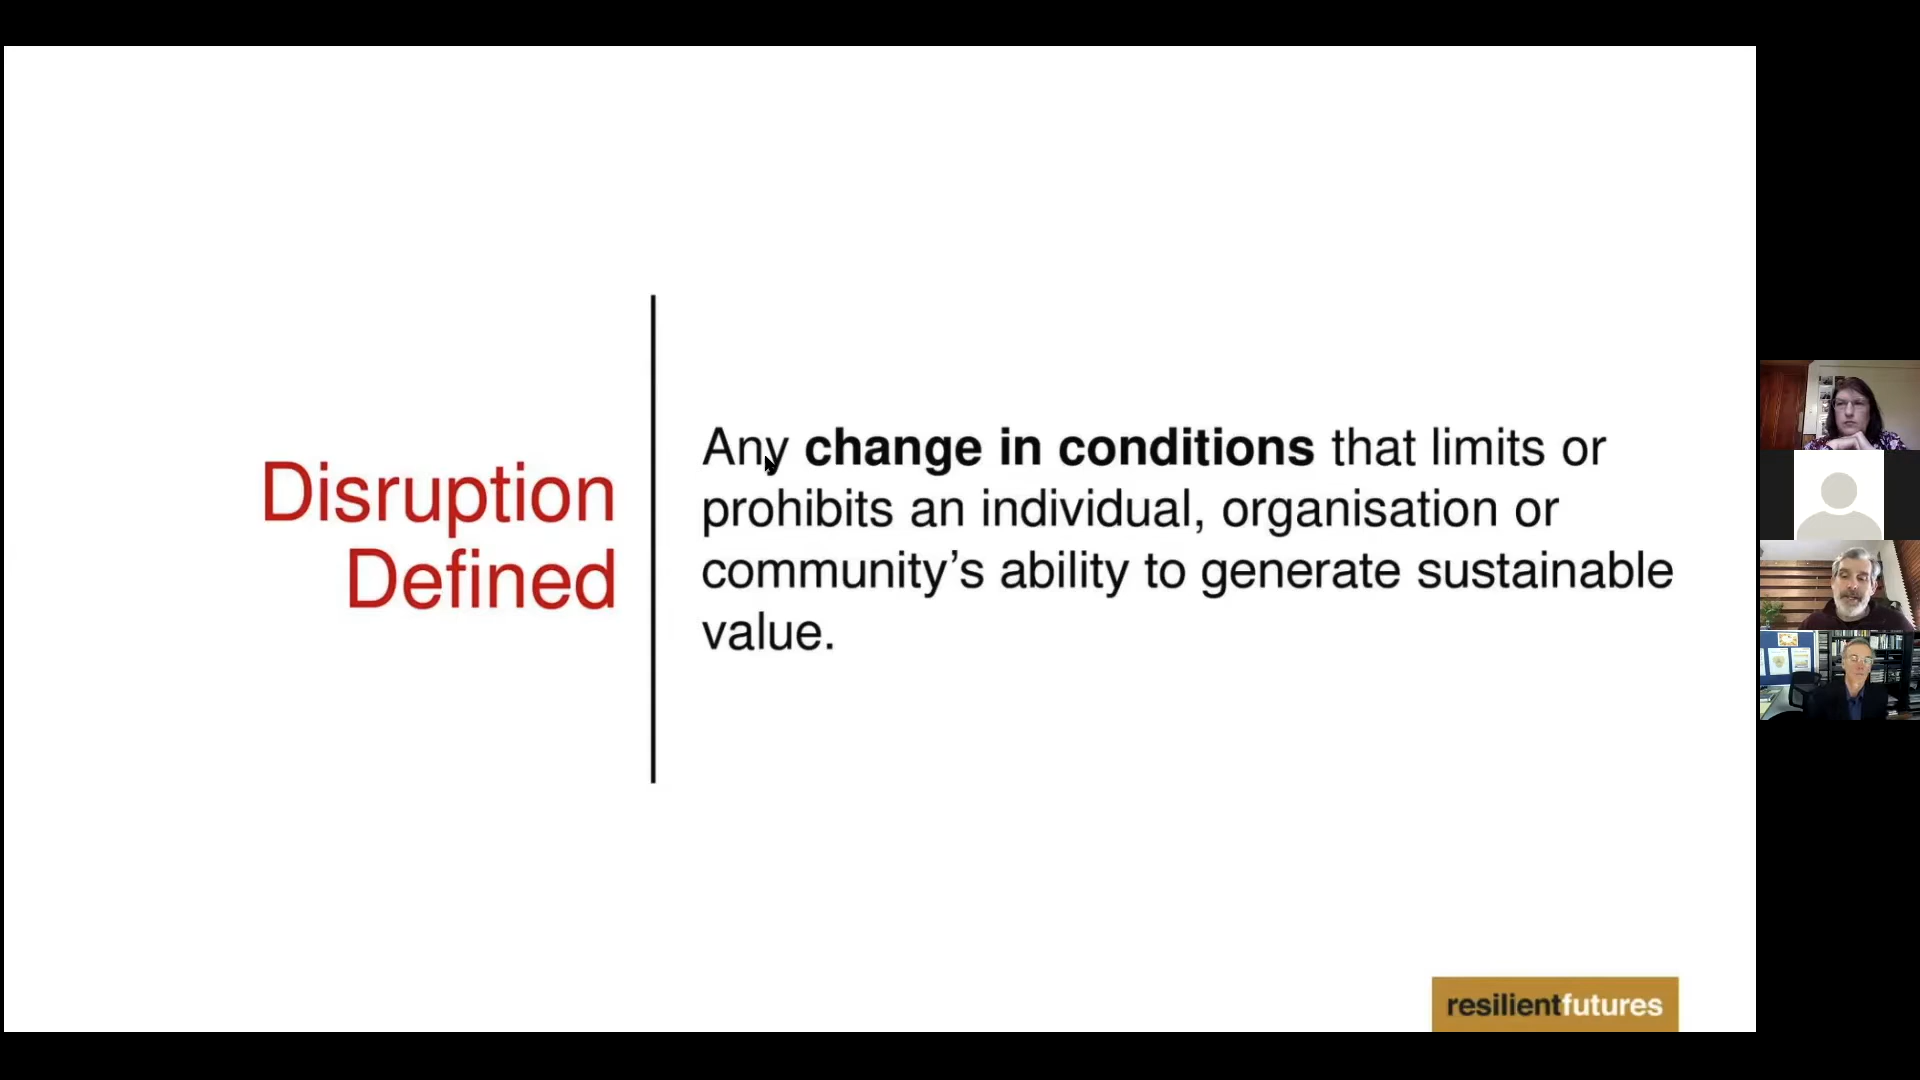 Disruption
Defined
Any change in conditions that limits or
prohibits an individual, organisation or
community’s ability to generate sustainable
value.
resilientfutures